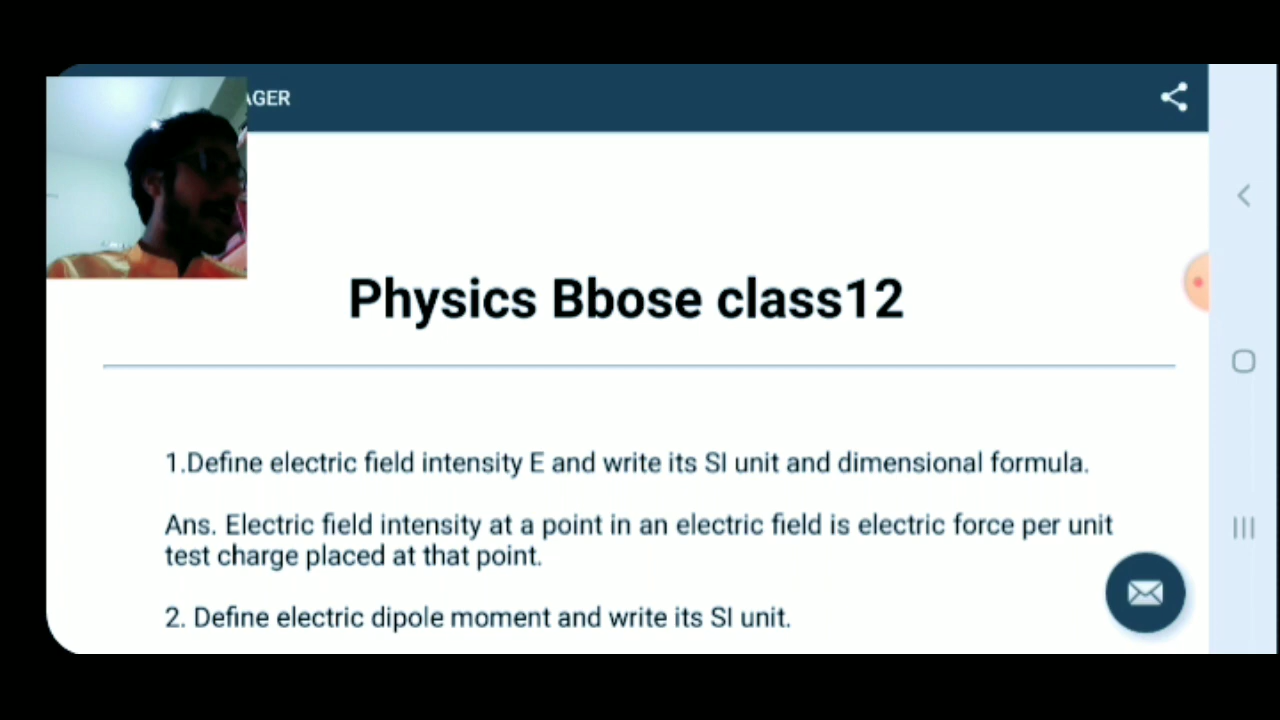 Physics Bbose class12
1.Define electric field intensity E and write its SI unit and dimensional formula.
Ans. Electric field intensity at a point in an electric field is electric force per unit
test charge placed at that point.
2. Define electric dipole moment and write its SI unit.